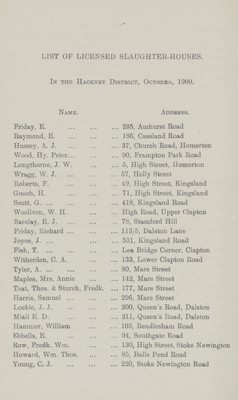 LIST OF LICENSED SLAUGHTER-HOUSES.
IN THE HACKNEY DISTRICT, OCTOBER, 1900.
NAME. ADDRESS.
Friday, E. ... ... ... 235, Amhurst Road
Raymond, E. ... ... ... 186, Cassland Road
Hussey, A. J. ... ... ... 37, Church Road, Homerton
Wood, Hy. Peter... ... ... 90, Frampton Park Road
Longthorne, J. W. ... ... 5, High Street, Homerton
Wragg, W. J. ... ... ... 57, Holly Street
Roberts, F. ... ... ... 49, High Street, Kingsland
Gooch, H. ... ... ... 71, High Street, Kingsland
Scott, G. ... ... ... ... 418, Kingsland Road
Wooliven, W. H. ... ... High Road, Upper Clapton
Barclay, E. J. ... ... ... 78, Stamford Hill
Friday, Richard ... ... ... 113/5, Dalston Lane
Joyce, J. ... ... ... ... 531, Kingsland Road
Fish, T. ... ... ... ... Lea Bridge Corner, Clapton
Witherden, C. A. ... ... 133, Lower Clapton Road
Tyler, A. ... ... ... ... 80, Mare Street
Maples, Mrs. Annie ... ... 142, Mare Street
Teat, Thos. & Sturch, Fredk. ... 177, Mare Street
Harris, Samuel ... ... ... 296, Mare Street
Lockie, J. J. ... ... ... 200, Queen's Road, Dalston
Miall E. D. ... ... ... 211, Queen's Road, Dalston
Hammer, William ... ... 103, Rendlesham Road
Ebbells, E. ... ... ... 94, Southgate Road
Row, Fredk. Wm. ... ... 130, High Street, Stoke Newington
Howard, Wm. Thos. ... ... 85, Balls Pond Road
Young, C. J. ... ... ... 220, Stoke Newington Road